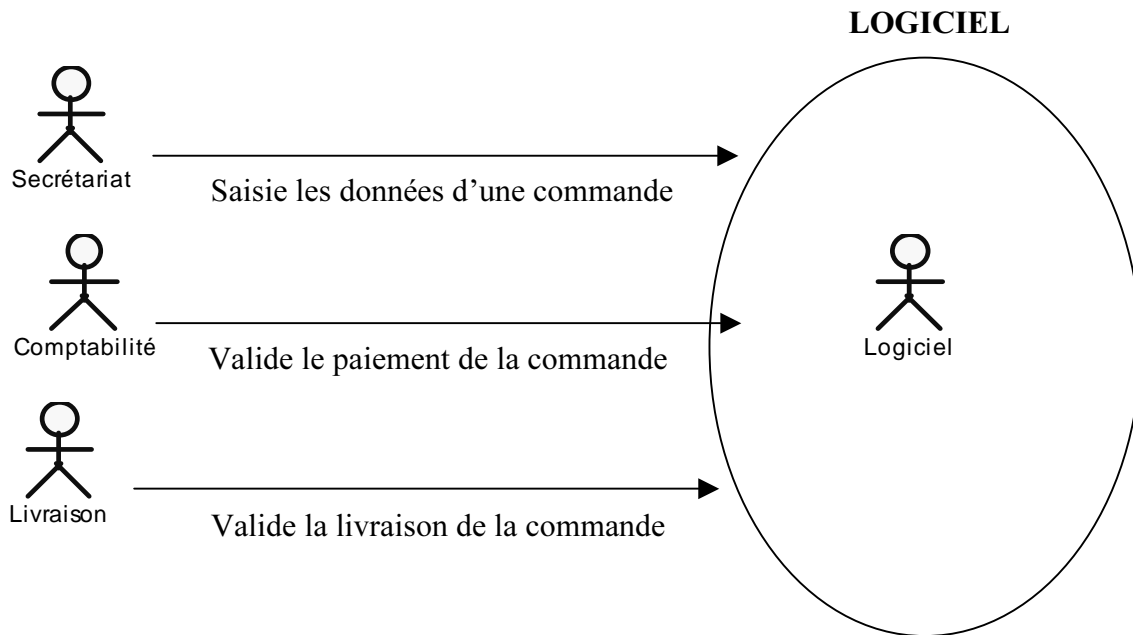 LOGICIEL
Secrétariat
Saisie les données d’une commande
Comptabilité
Valide le paiement de la commande
Logiciel
Livraison
Valide la livraison de la commande